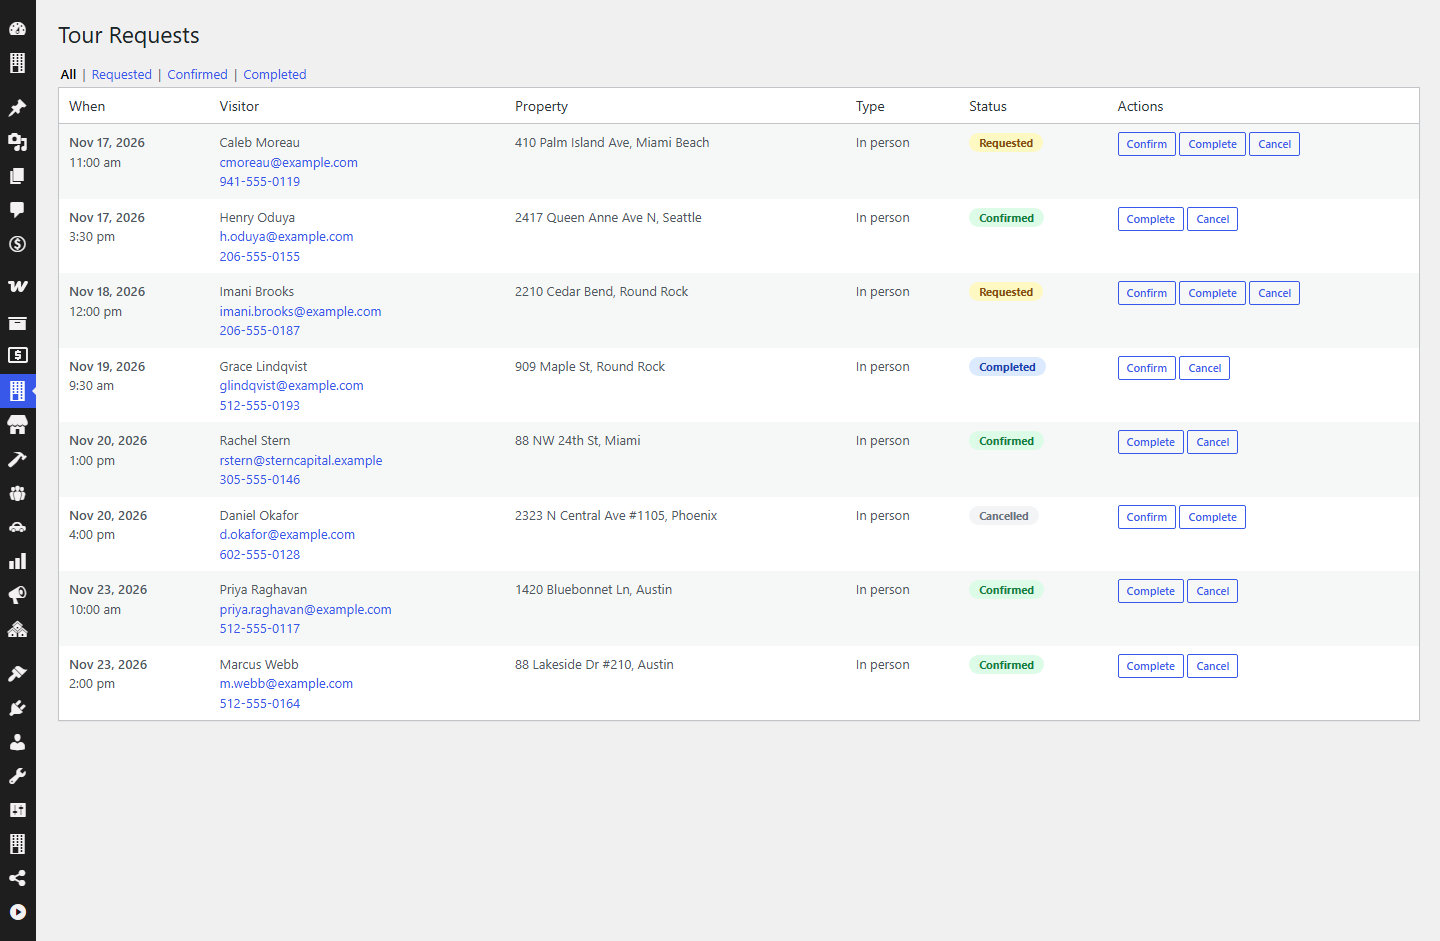 Tour Requests
All | Requested | Confirmed | Completed
When Visitor Property Type Status Actions
Nov 17, 2026 Caleb Moreau 410 Palm Island Ave, Miami Beach In person Requested Confirm Complete Cancel
11:00 am cmoreau@example.com
941-555-0119
Nov 17, 2026 Henry Oduya 2417 Queen Anne Ave N, Seattle In person Confirmed Complete Cancel
3:30 pm h.oduya@example.com
206-555-0155
Nov 18, 2026 Imani Brooks 2210 Cedar Bend, Round Rock In person Requested Confirm Complete Cancel
12:00 pm imani.brooks@example.com
206-555-0187
Nov 19, 2026 Grace Lindqvist 909 Maple St, Round Rock In person Completed Confirm Cancel
9:30 am glindqvist@example.com
512-555-0193
Nov 20, 2026 Rachel Stern 88 NW 24th St, Miami In person Confirmed Complete Cancel
1:00 pm rstern@sterncapital.example
305-555-0146
Nov 20, 2026 Daniel Okafor 2323 N Central Ave #1105, Phoenix In person Cancelled Confirm Complete
4:00 pm d.okafor@example.com
602-555-0128
Nov 23, 2026 Priya Raghavan 1420 Bluebonnet Ln, Austin In person Confirmed Complete Cancel
10:00 am priya.raghavan@example.com
512-555-0117
Nov 23, 2026 Marcus Webb 88 Lakeside Dr #210, Austin In person Confirmed Complete Cancel
2:00 pm m.webb@example.com
512-555-0164